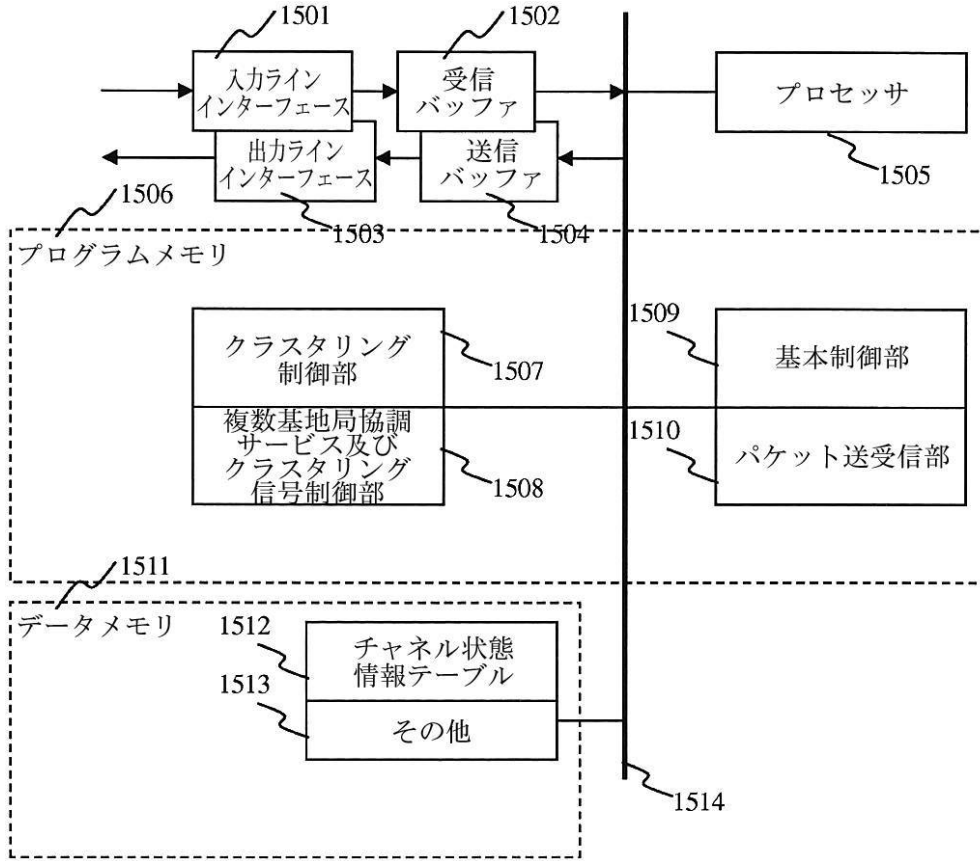 1501
1502
入力ライン
インターフェース
受信
バッファ
プロセッサ
出力ライン
インターフェース
送信
バッファ
1505
1506
1503
1504
プログラムメモリ
1509
クラスタリング
制御部
1507
基本制御部
複数基地局協調
サービス及び
クラスタリング
信号制御部
1508
1510
パケット送受信部
1511
データメモリ
1512
チャネル状態
情報テーブル
1513
その他
1514